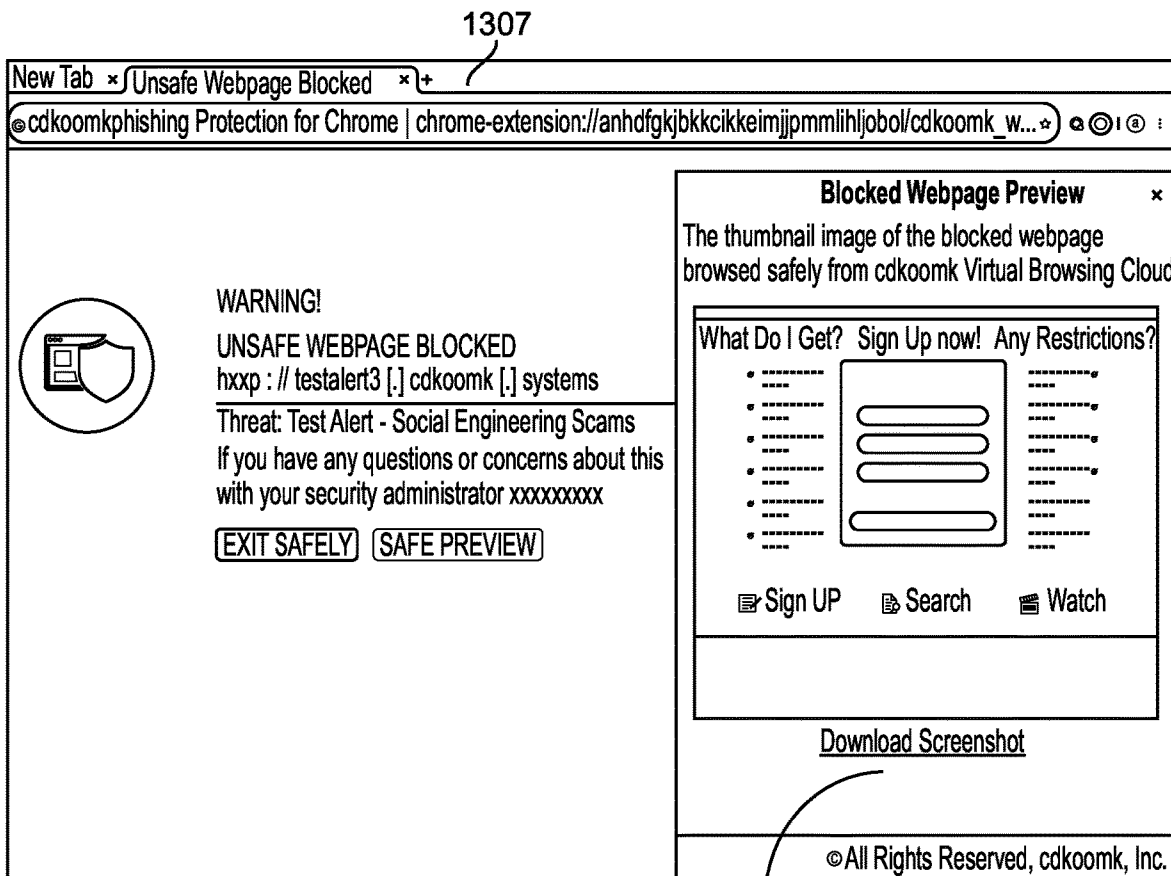 1307
New Tab × Unsafe Webpage Blocked × +
cdkoomkphishing Protection for Chrome | chrome-extension://anhdfgkjbkkcikkeimjjpmmlihljobol/cdkoomk_w...
WARNING!
UNSAFE WEBPAGE BLOCKED
hxxp : // testalert3 [.] cdkoomk [.] systems
Threat: Test Alert - Social Engineering Scams
If you have any questions or concerns about this
with your security administrator xxxxxxxxx
EXIT SAFELY SAFE PREVIEW
Blocked Webpage Preview ×
The thumbnail image of the blocked webpage
browsed safely from cdkoomk Virtual Browsing Cloud
What Do I Get? Sign Up now! Any Restrictions?
Sign UP Search Watch
Download Screenshot
©All Rights Reserved, cdkoomk, Inc.